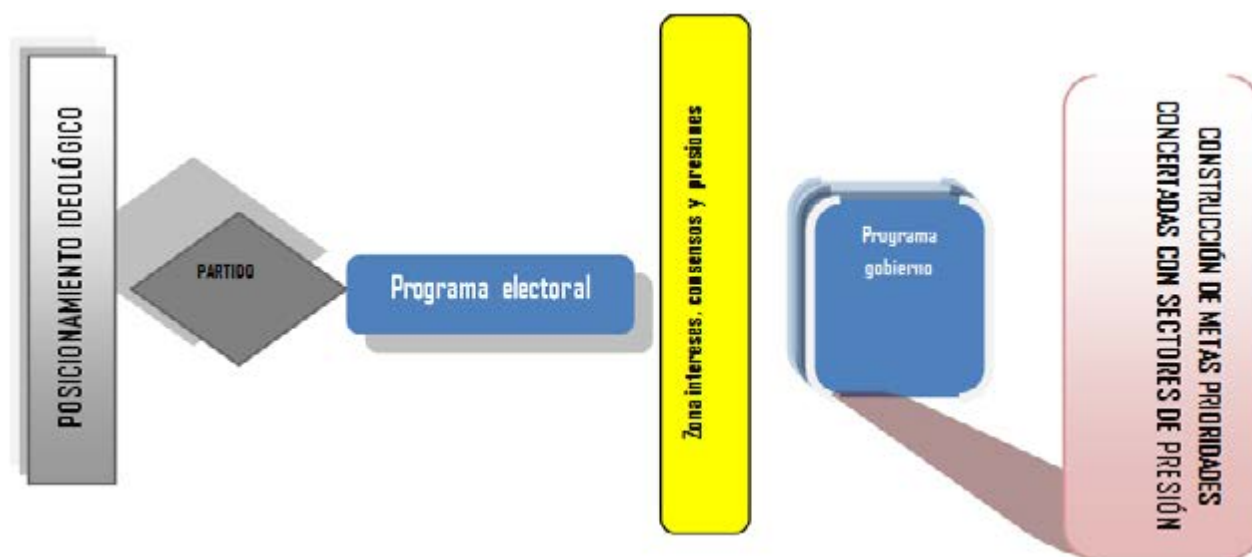 POSICIONAMIENTO IDEOLÓGICO
PARTIDO
Programa electoral
Zona intereses, consensos y presiones
Programa
gobierno
CONSTRUCCIÓN DE METAS PRIORIDADES
CONCERTADAS CON SECTORES DE PRESIÓN